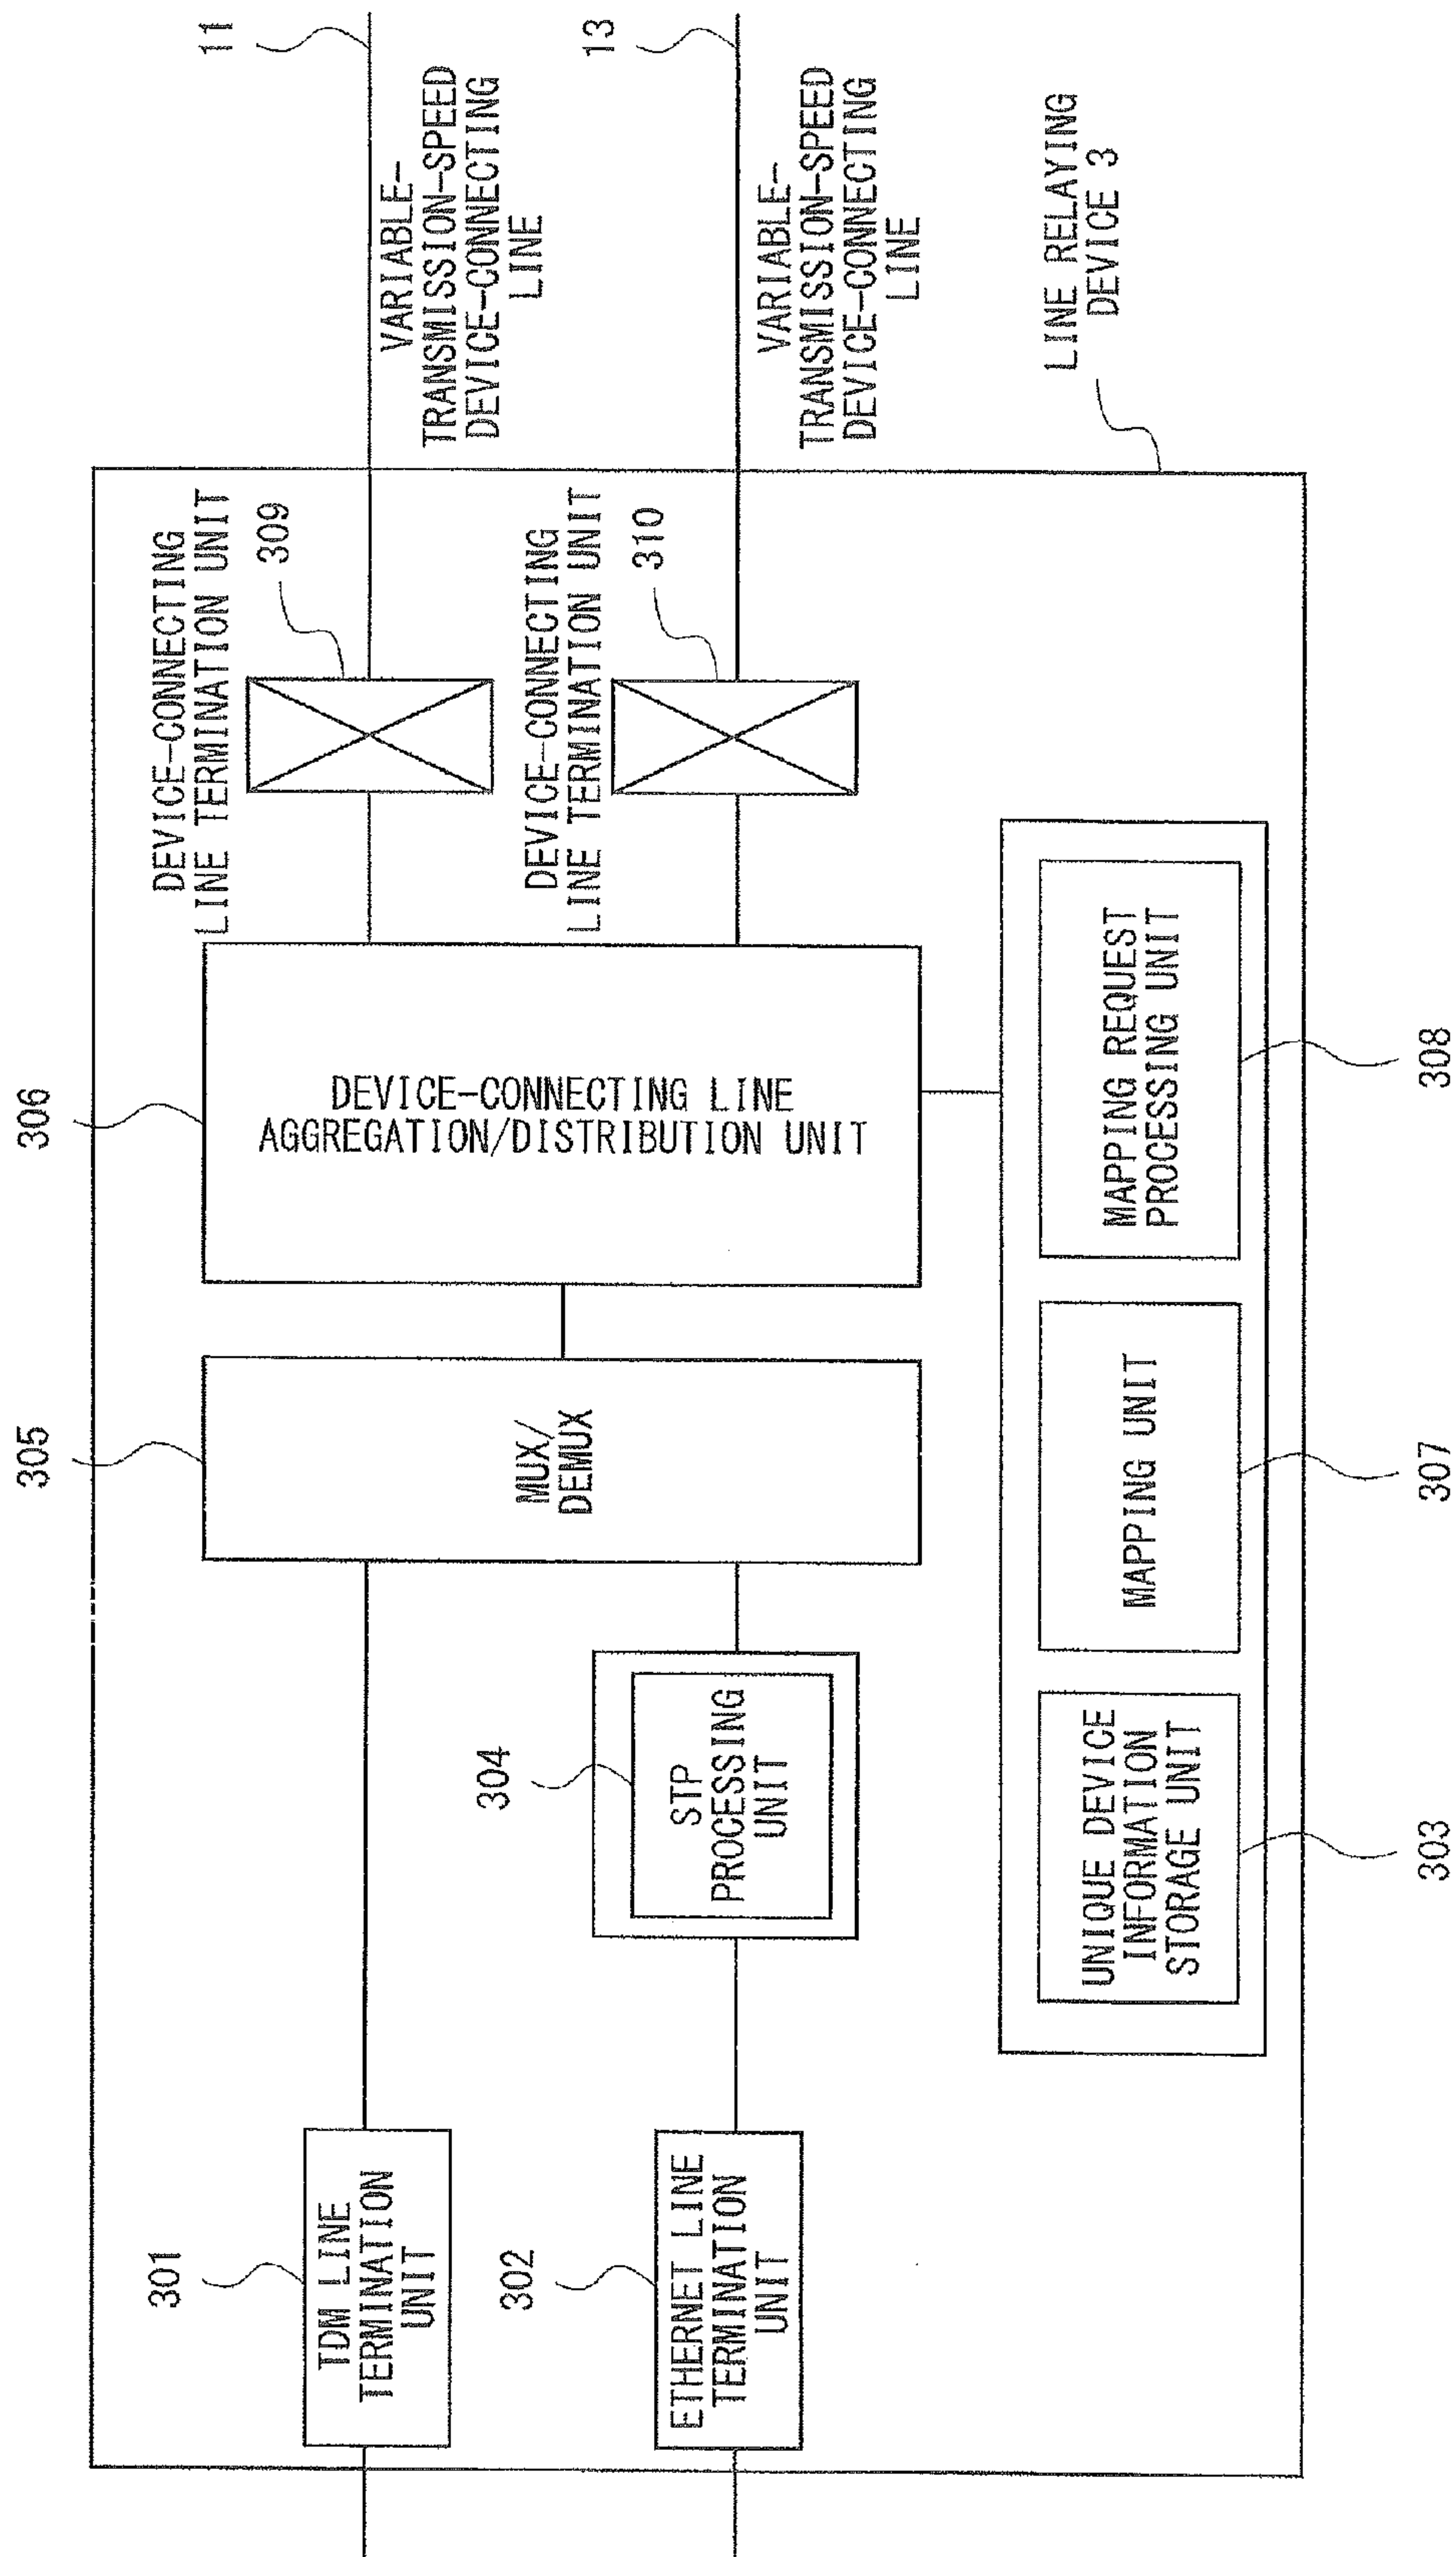 301
TDM LINE
TERMINATION
UNIT
302
ETHERNET LINE
TERMINATION
UNIT
304
STP
PROCESSING
UNIT
305
MUX/
DEMUX
306
DEVICE-CONNECTING LINE
AGGREGATION/DISTRIBUTION UNIT
DEVICE-CONNECTING
LINE TERMINATION UNIT
309
DEVICE-CONNECTING
LINE TERMINATION UNIT
310
11
VARIABLE-
TRANSMISSION-SPEED
DEVICE-CONNECTING
LINE
13
VARIABLE-
TRANSMISSION-SPEED
DEVICE-CONNECTING
LINE
LINE RELAYING
DEVICE 3
UNIQUE DEVICE
INFORMATION
STORAGE UNIT
303
MAPPING UNIT
307
MAPPING REQUEST
PROCESSING UNIT
308